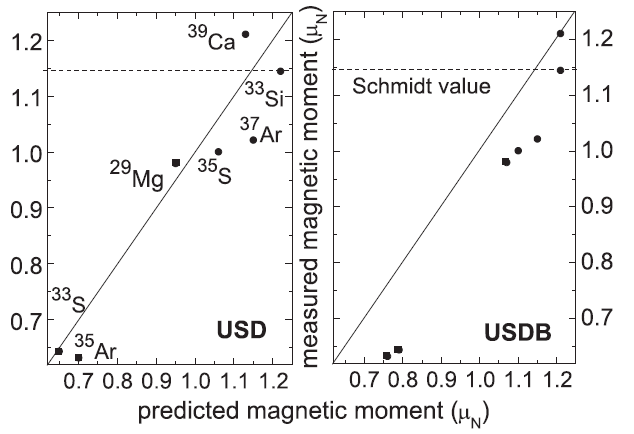 1.2
1.1
1.0
0.9
0.8
0.7
³⁹Ca
³³Si
³⁷Ar
³⁵S
²⁹Mg
³³S
³⁵Ar
USD
0.7 0.8 0.9 1.0 1.1 1.2
measured magnetic moment (μ_N)
Schmidt value
USDB
1.2
1.1
1.0
0.9
0.8
0.7
0.7 0.8 0.9 1.0 1.1 1.2
predicted magnetic moment (μ_N)